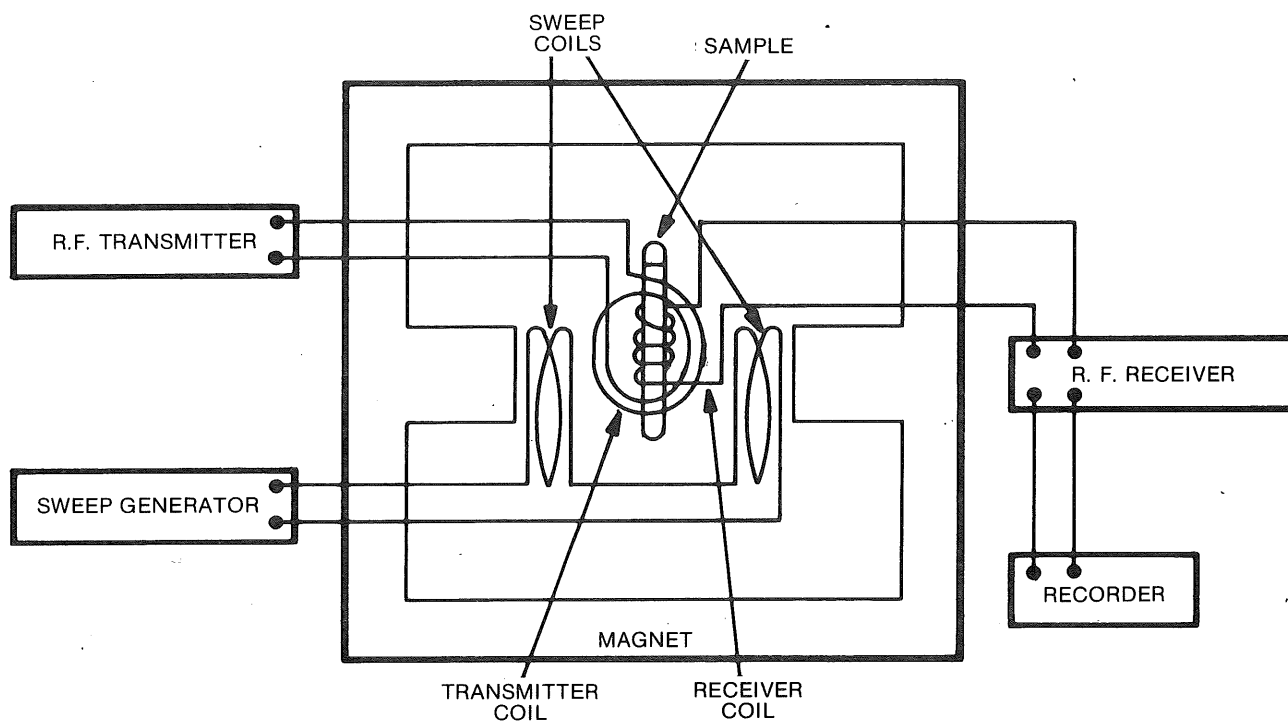 SWEEP
COILS
SAMPLE
R.F. TRANSMITTER
R. F. RECEIVER
SWEEP GENERATOR
RECORDER
MAGNET
TRANSMITTER
COIL
RECEIVER
COIL